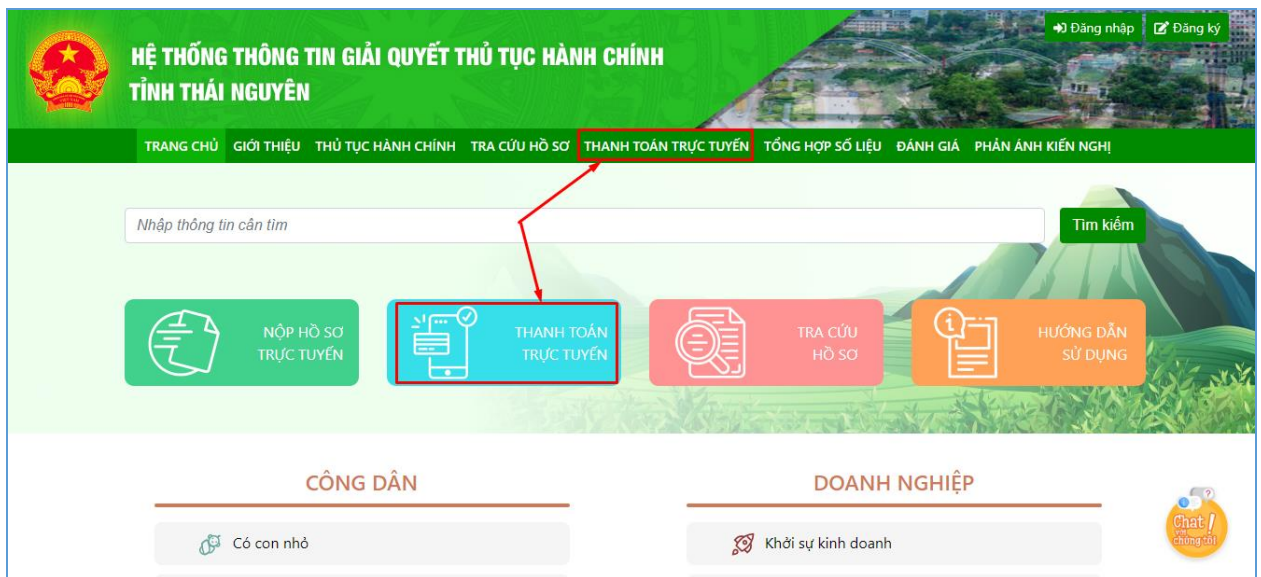 Đăng nhập Đăng ký
HỆ THỐNG THÔNG TIN GIẢI QUYẾT THỦ TỤC HÀNH CHÍNH
TỈNH THÁI NGUYÊN
TRANG CHỦ GIỚI THIỆU THỦ TỤC HÀNH CHÍNH TRA CỨU HỒ SƠ THANH TOÁN TRỰC TUYẾN TỔNG HỢP SỐ LIỆU ĐÁNH GIÁ PHẢN ÁNH KIẾN NGHỊ
Nhập thông tin cần tìm Tìm kiếm
NỘP HỒ SƠ
TRỰC TUYẾN
THANH TOÁN
TRỰC TUYẾN
TRA CỨU
HỒ SƠ
HƯỚNG DẪN
SỬ DỤNG
CÔNG DÂN
DOANH NGHIỆP
Có con nhỏ
Khởi sự kinh doanh
Chat !
với
chúng tôi